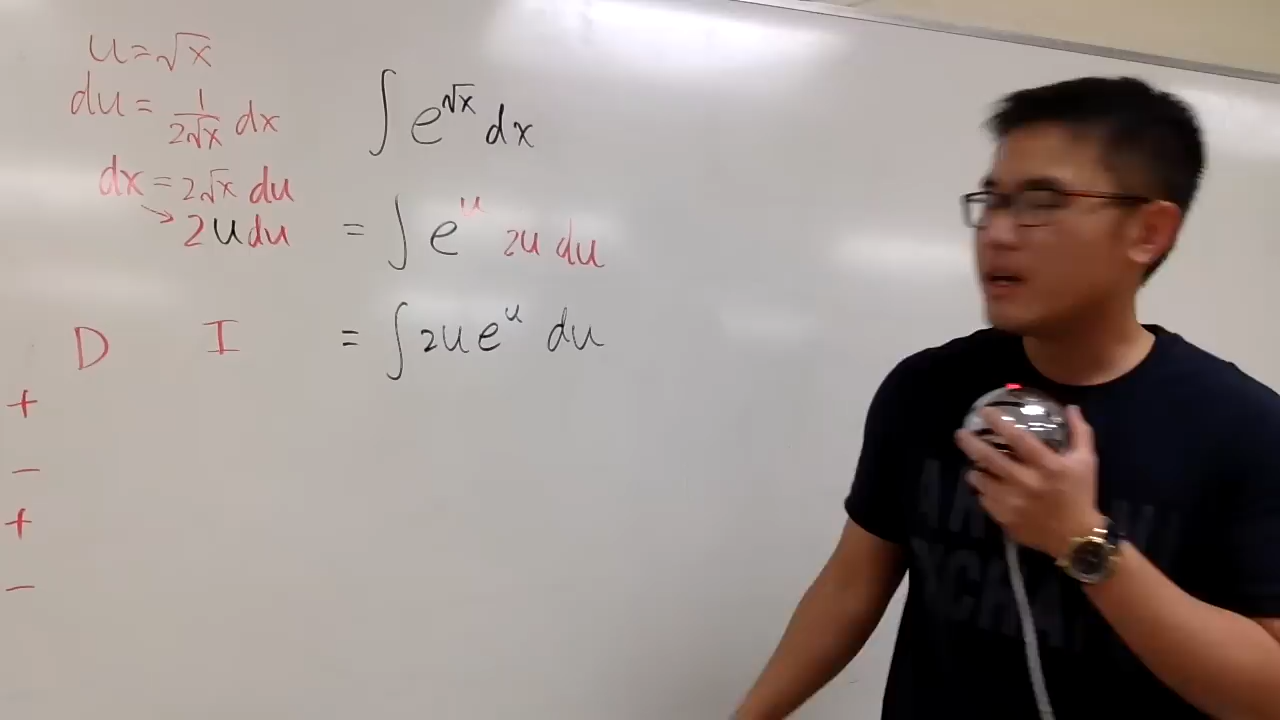 u=√x
du = 1/(2√x) dx
dx = 2√x du
→ 2u du
∫ e^√x dx
= ∫ e^u 2u du
= ∫ 2u e^u du
D I
+
−
+
−